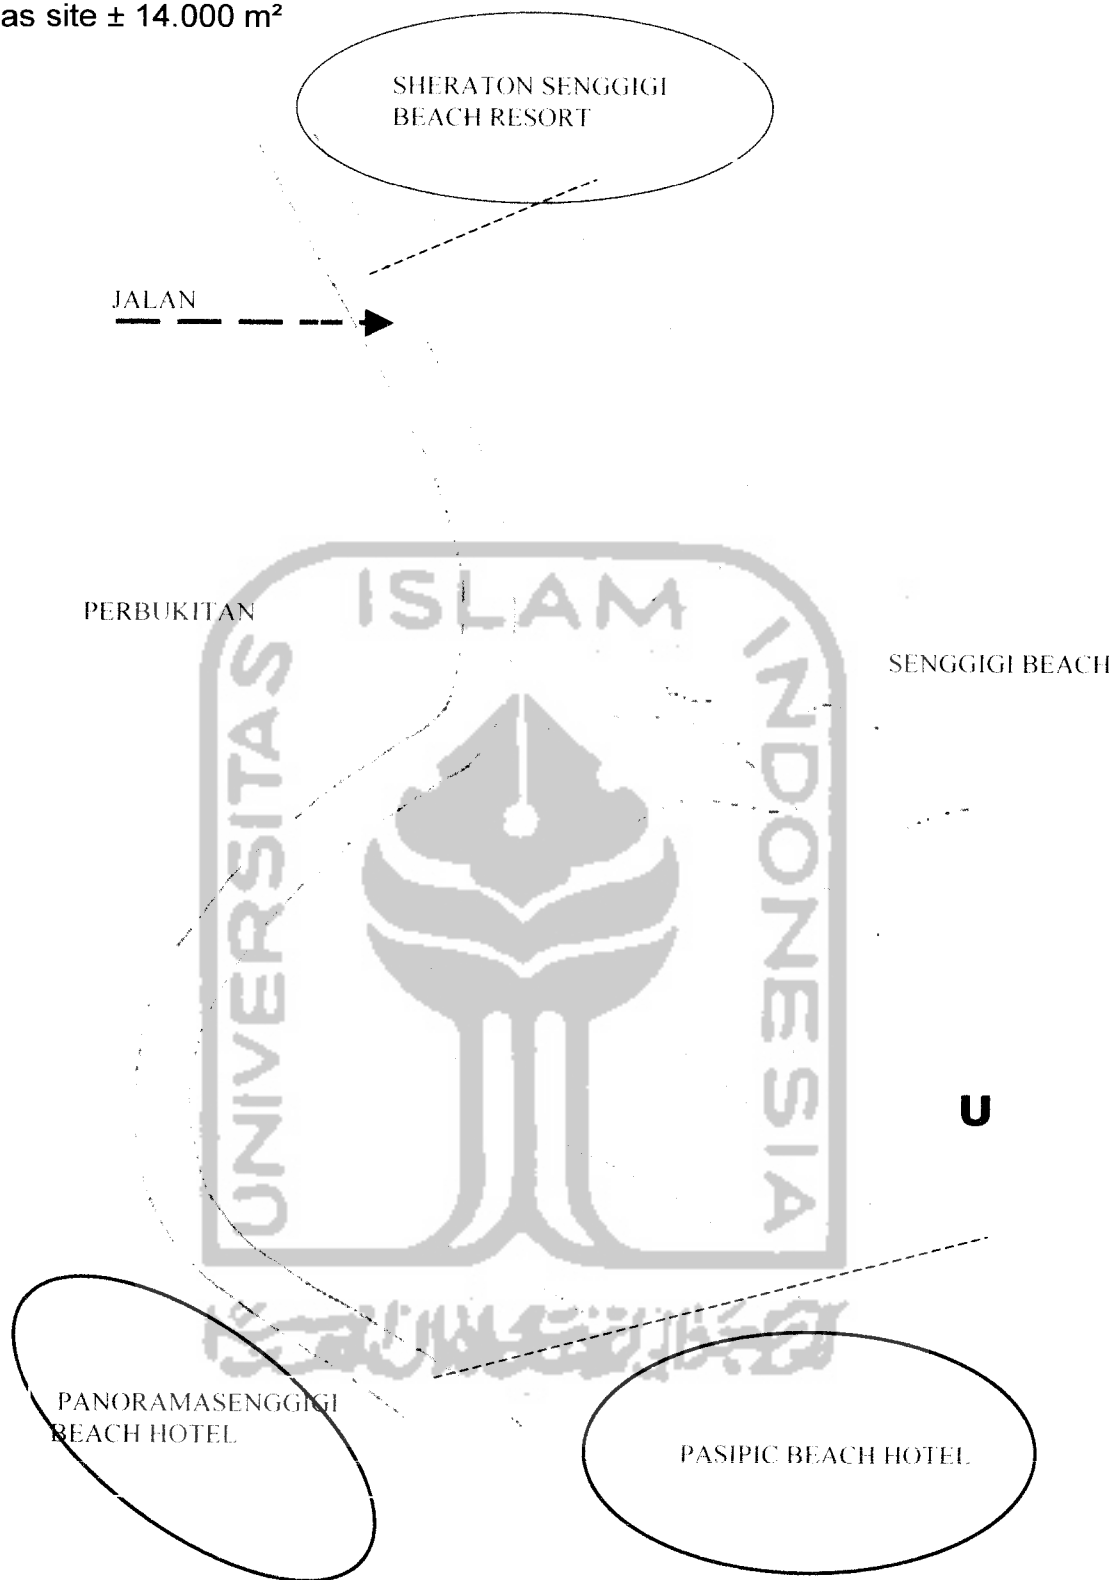 as site ± 14.000 m²
SHERATON SENGGIGI
BEACH RESORT
JALAN
PERBUKITAN
SENGGIGI BEACH
U
PANORAMASENGGIGI
BEACH HOTEL
PASIPIC BEACH HOTEL
UNIVERSITAS
ISLAM
INDONESIA